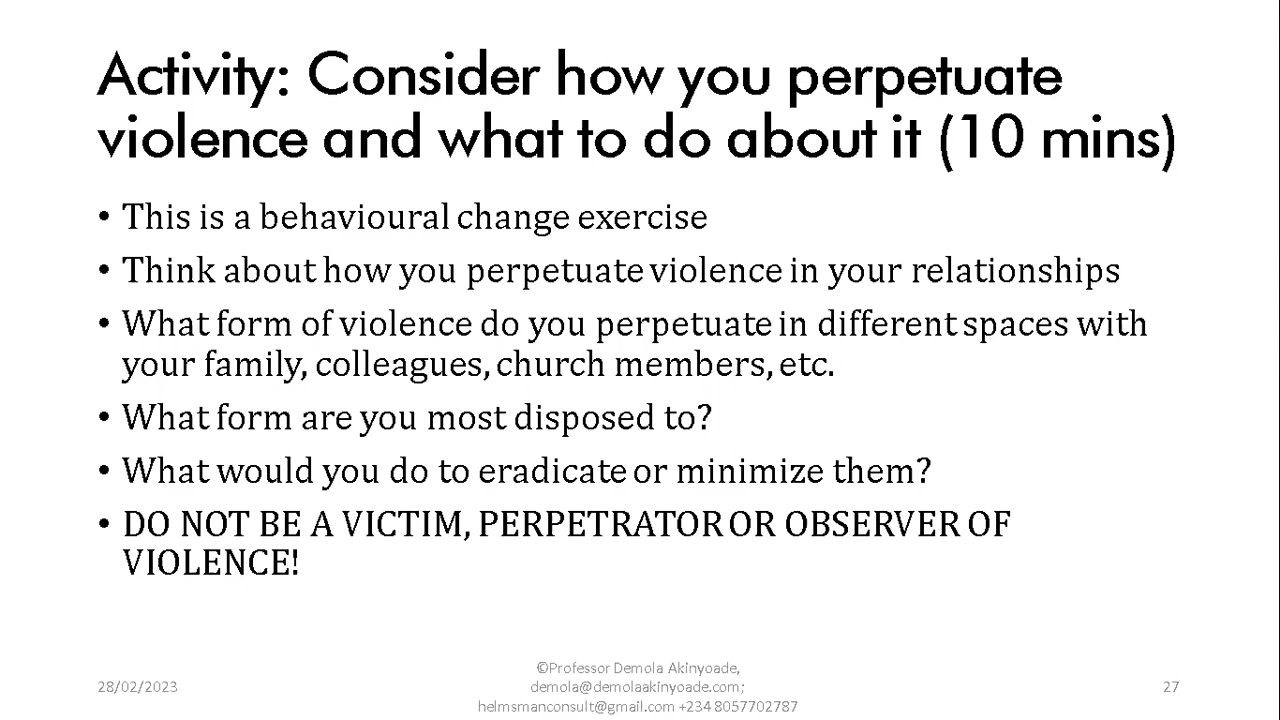 Activity: Consider how you perpetuate
violence and what to do about it (10 mins)
• This is a behavioural change exercise
• Think about how you perpetuate violence in your relationships
• What form of violence do you perpetuate in different spaces with
your family, colleagues, church members, etc.
• What form are you most disposed to?
• What would you do to eradicate or minimize them?
• DO NOT BE A VICTIM, PERPETRATOR OR OBSERVER OF
VIOLENCE!
28/02/2023
©Professor Demola Akinyoade,
demola@demolaakinyoade.com;
helmsmanconsult@gmail.com +234 8057702787
27